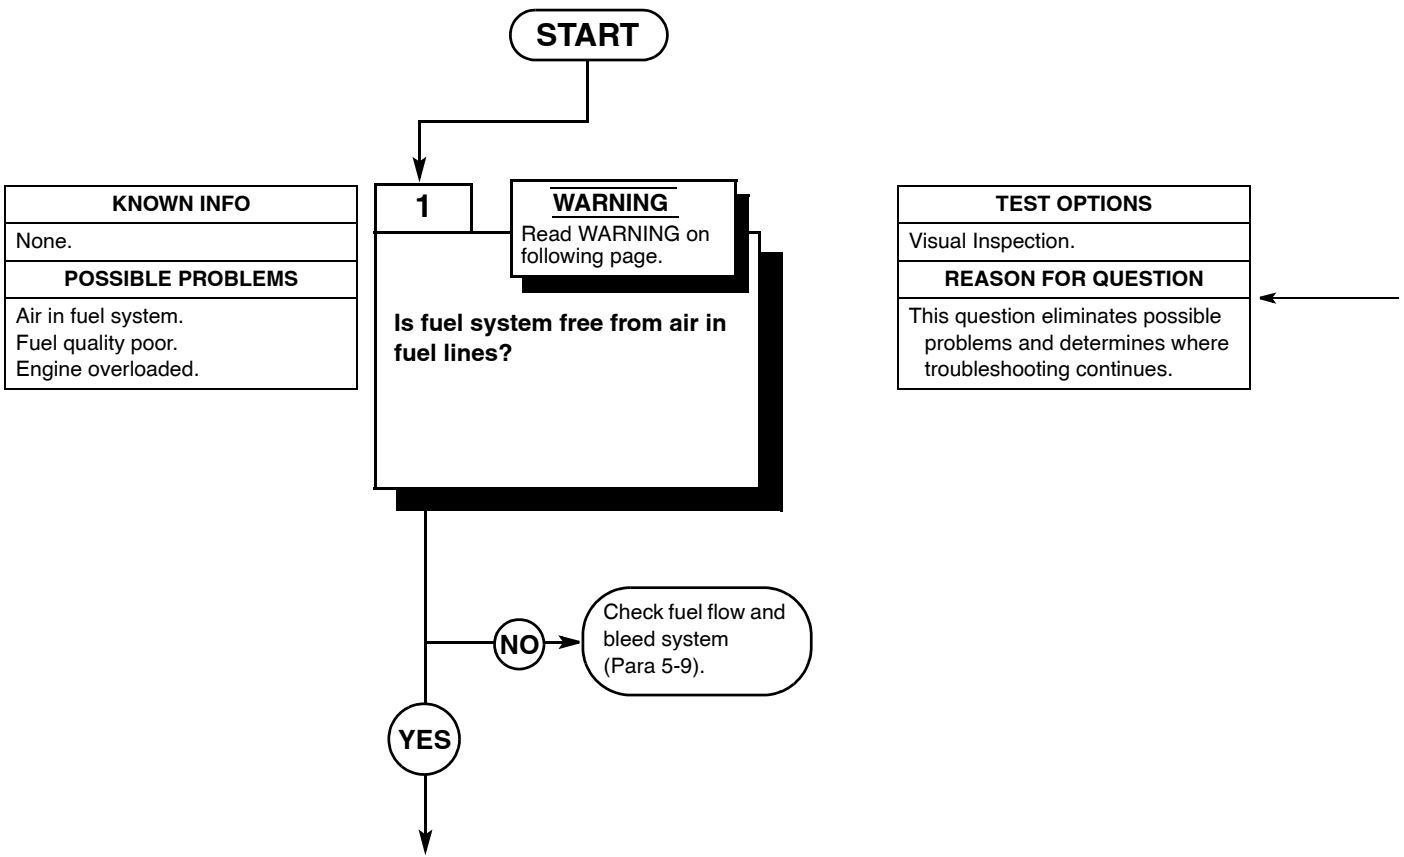 START
KNOWN INFO
None.
POSSIBLE PROBLEMS
Air in fuel system.
Fuel quality poor.
Engine overloaded.
1
WARNING
Read WARNING on
following page.
Is fuel system free from air in
fuel lines?
TEST OPTIONS
Visual Inspection.
REASON FOR QUESTION
This question eliminates possible
problems and determines where
troubleshooting continues.
NO
Check fuel flow and
bleed system
(Para 5-9).
YES